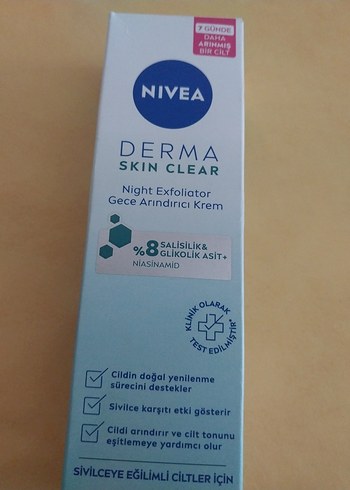 7 GÜNDE
DAHA
ARINMIŞ
BİR CİLT
NIVEA
DERMA
SKIN CLEAR
Night Exfoliator
Gece Arındırıcı Krem
%8 SALİSİLİK&
GLİKOLİK ASİT+
NİASİNAMİD
KLİNİK OLARAK
TEST EDİLMİŞTİR
Cildin doğal yenilenme
sürecini destekler
Sivilce karşıtı etki gösterir
Cildi arındırır ve cilt tonunu
eşitlemeye yardımcı olur
SİVİLCEYE EĞİLİMLİ CİLTLER İÇİN